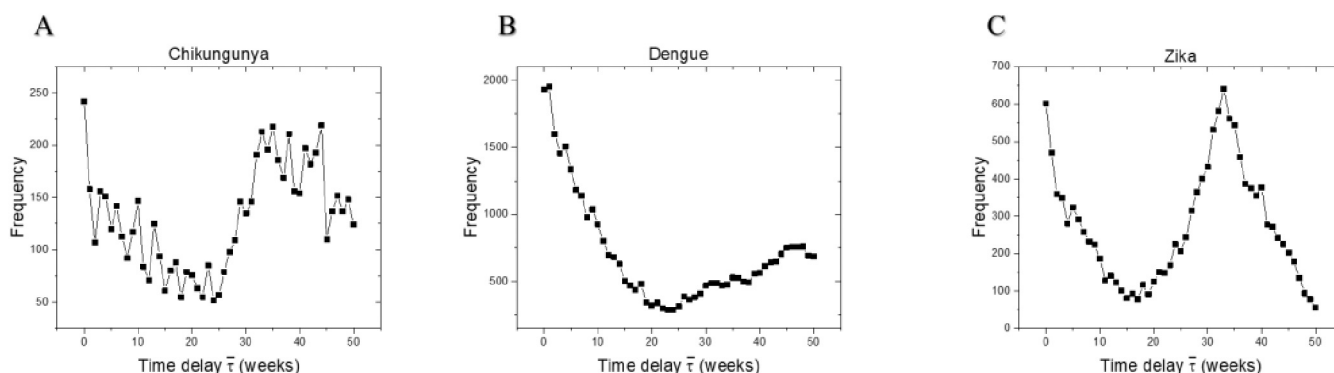 A
Chikungunya
250
200
150
100
50
Frequency
0 10 20 30 40 50
Time delay τ̄ (weeks)
B
Dengue
2000
1500
1000
500
Frequency
0 10 20 30 40 50
Time delay τ̄ (weeks)
C
Zika
700
600
500
400
300
200
100
0
Frequency
0 10 20 30 40 50
Time delay τ̄ (weeks)